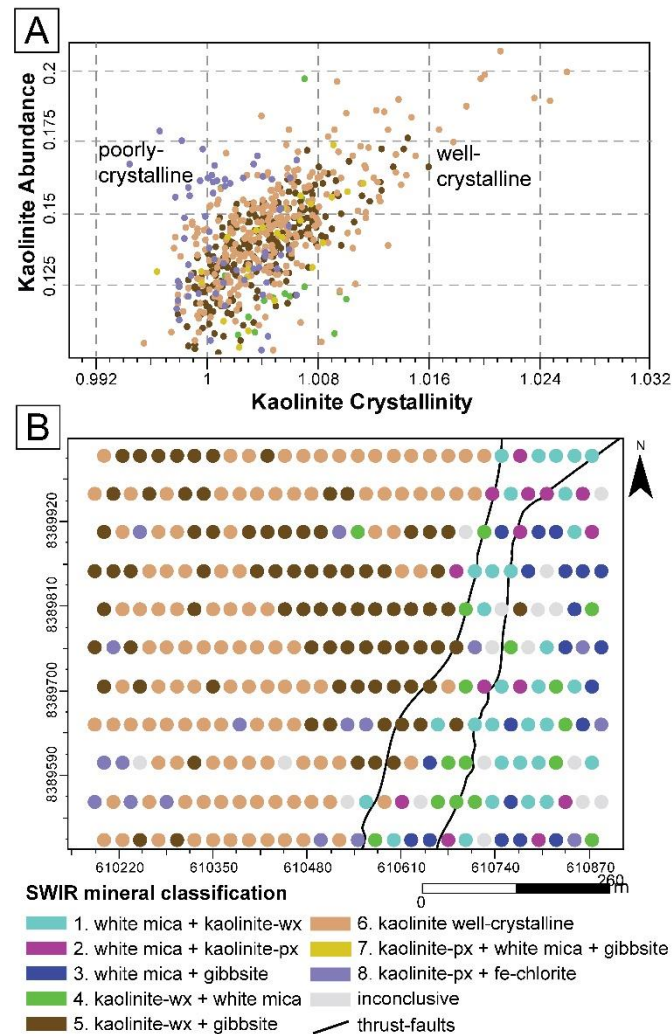 A
Kaolinite Abundance
0.2
0.175
0.15
0.125
poorly-
crystalline
well-
crystalline
0.992
1
1.008
1.016
1.024
1.032
Kaolinite Crystallinity
B
N
8389920
8389810
8389700
8389590
610220
610350
610480
610610
610740
610870
0
260
m
SWIR mineral classification
1. white mica + kaolinite-wx
2. white mica + kaolinite-px
3. white mica + gibbsite
4. kaolinite-wx + white mica
5. kaolinite-wx + gibbsite
6. kaolinite well-crystalline
7. kaolinite-px + white mica + gibbsite
8. kaolinite-px + fe-chlorite
inconclusive
thrust-faults